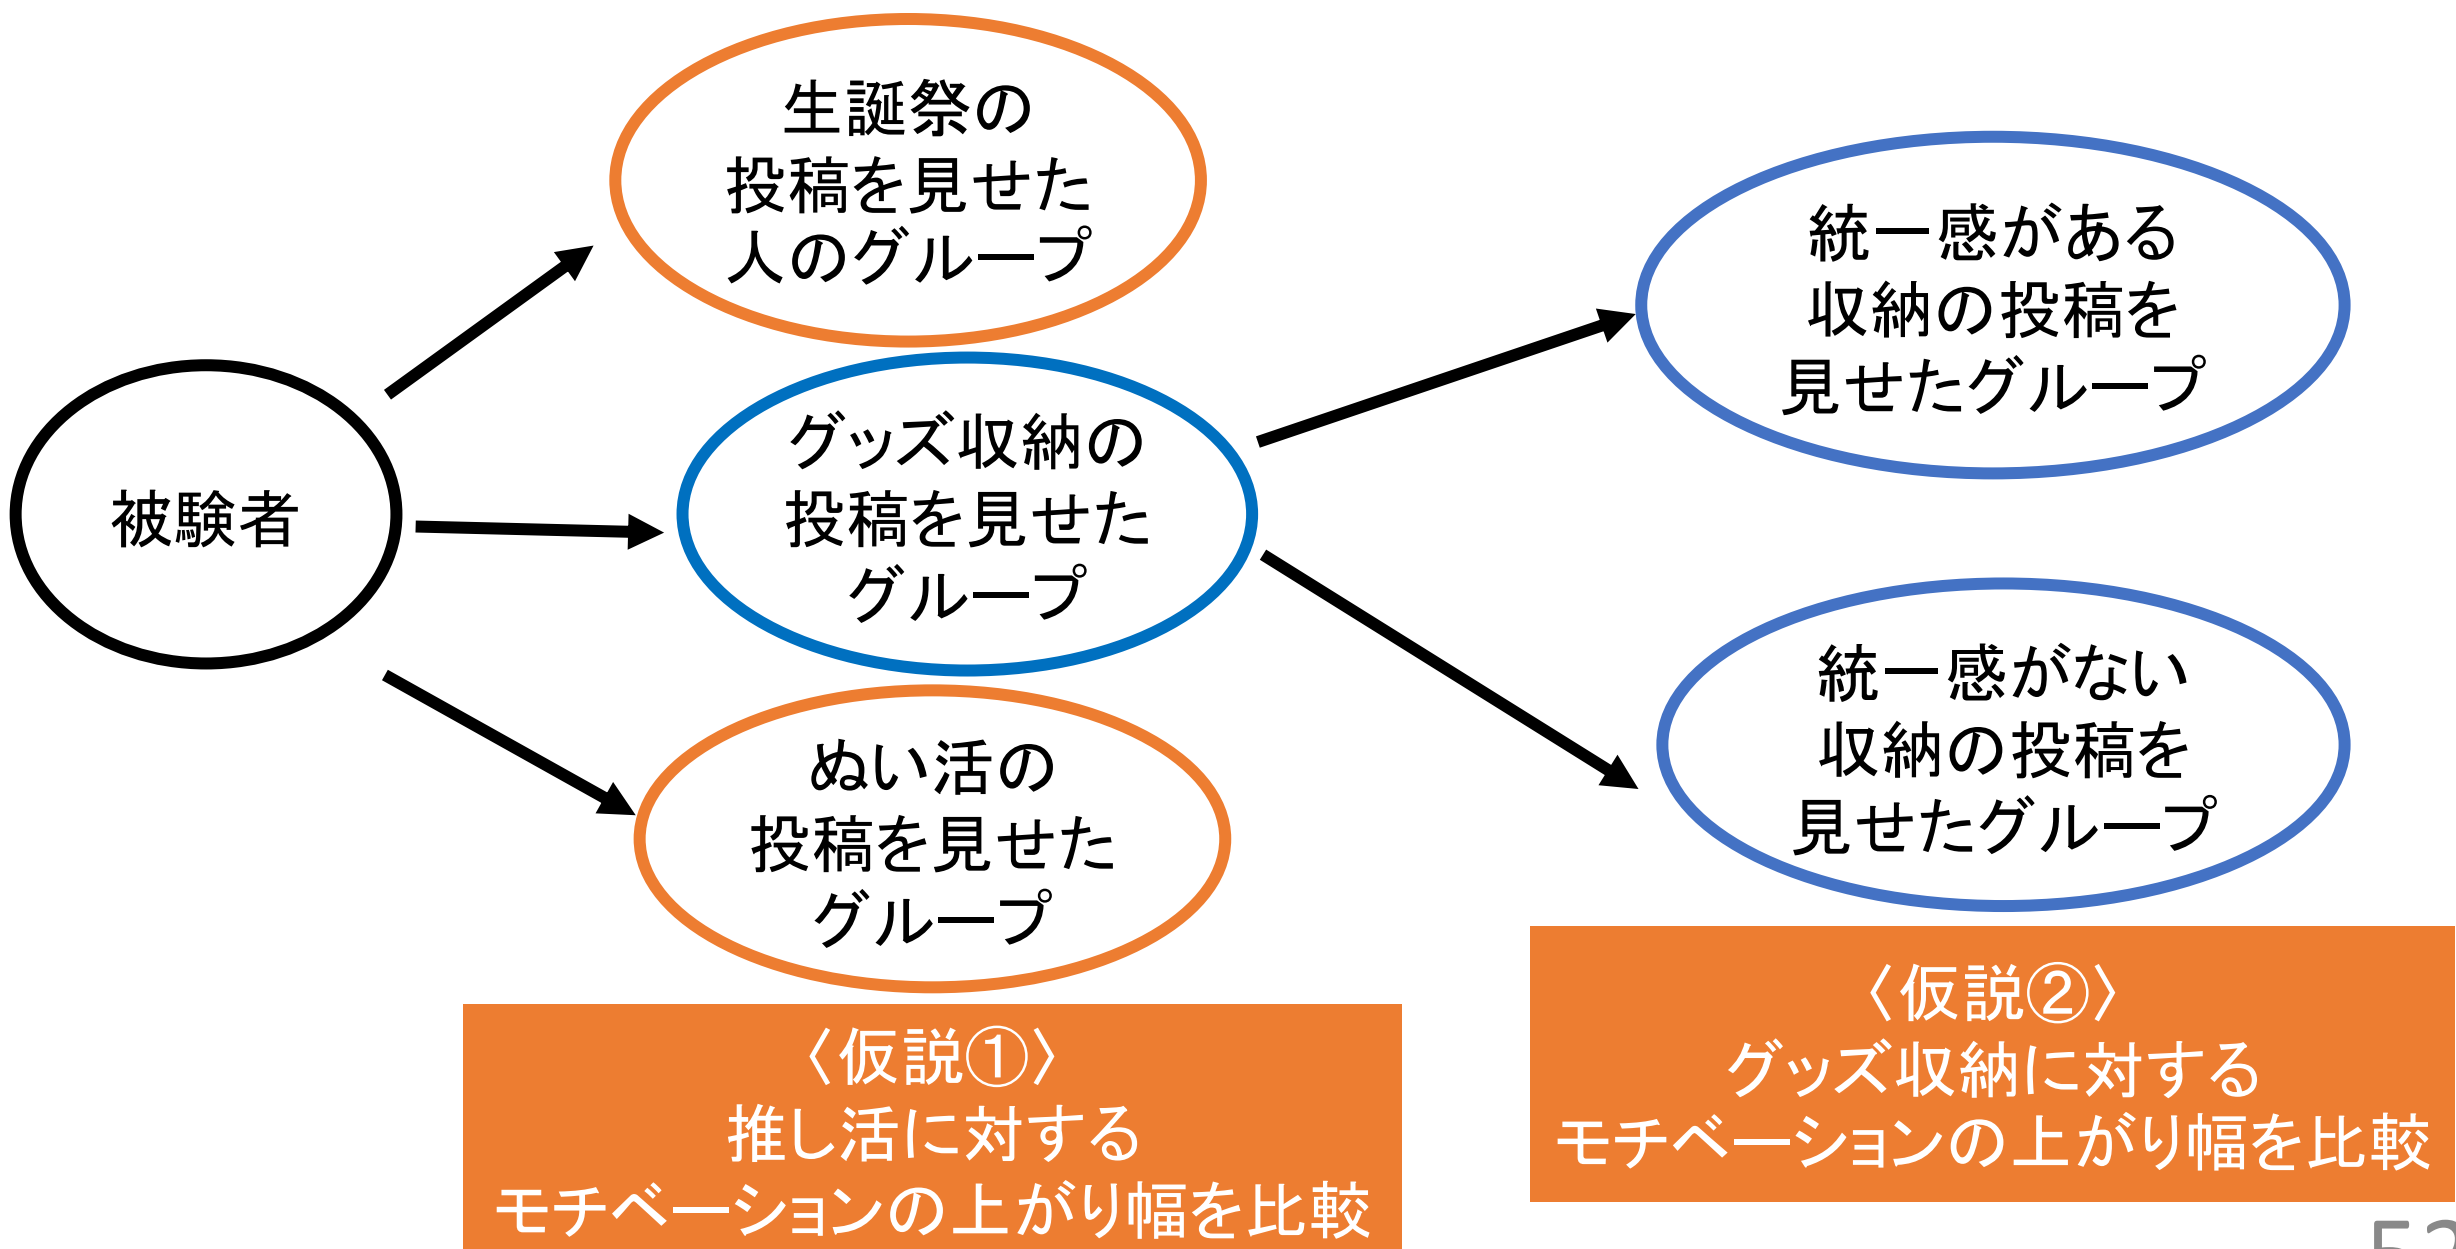 生誕祭の
投稿を見せた
人のグループ
被験者
グッズ収納の
投稿を見せた
グループ
ぬい活の
投稿を見せた
グループ
統一感がある
収納の投稿を
見せたグループ
統一感がない
収納の投稿を
見せたグループ
〈仮説①〉
推し活に対する
モチベーションの上がり幅を比較
〈仮説②〉
グッズ収納に対する
モチベーションの上がり幅を比較